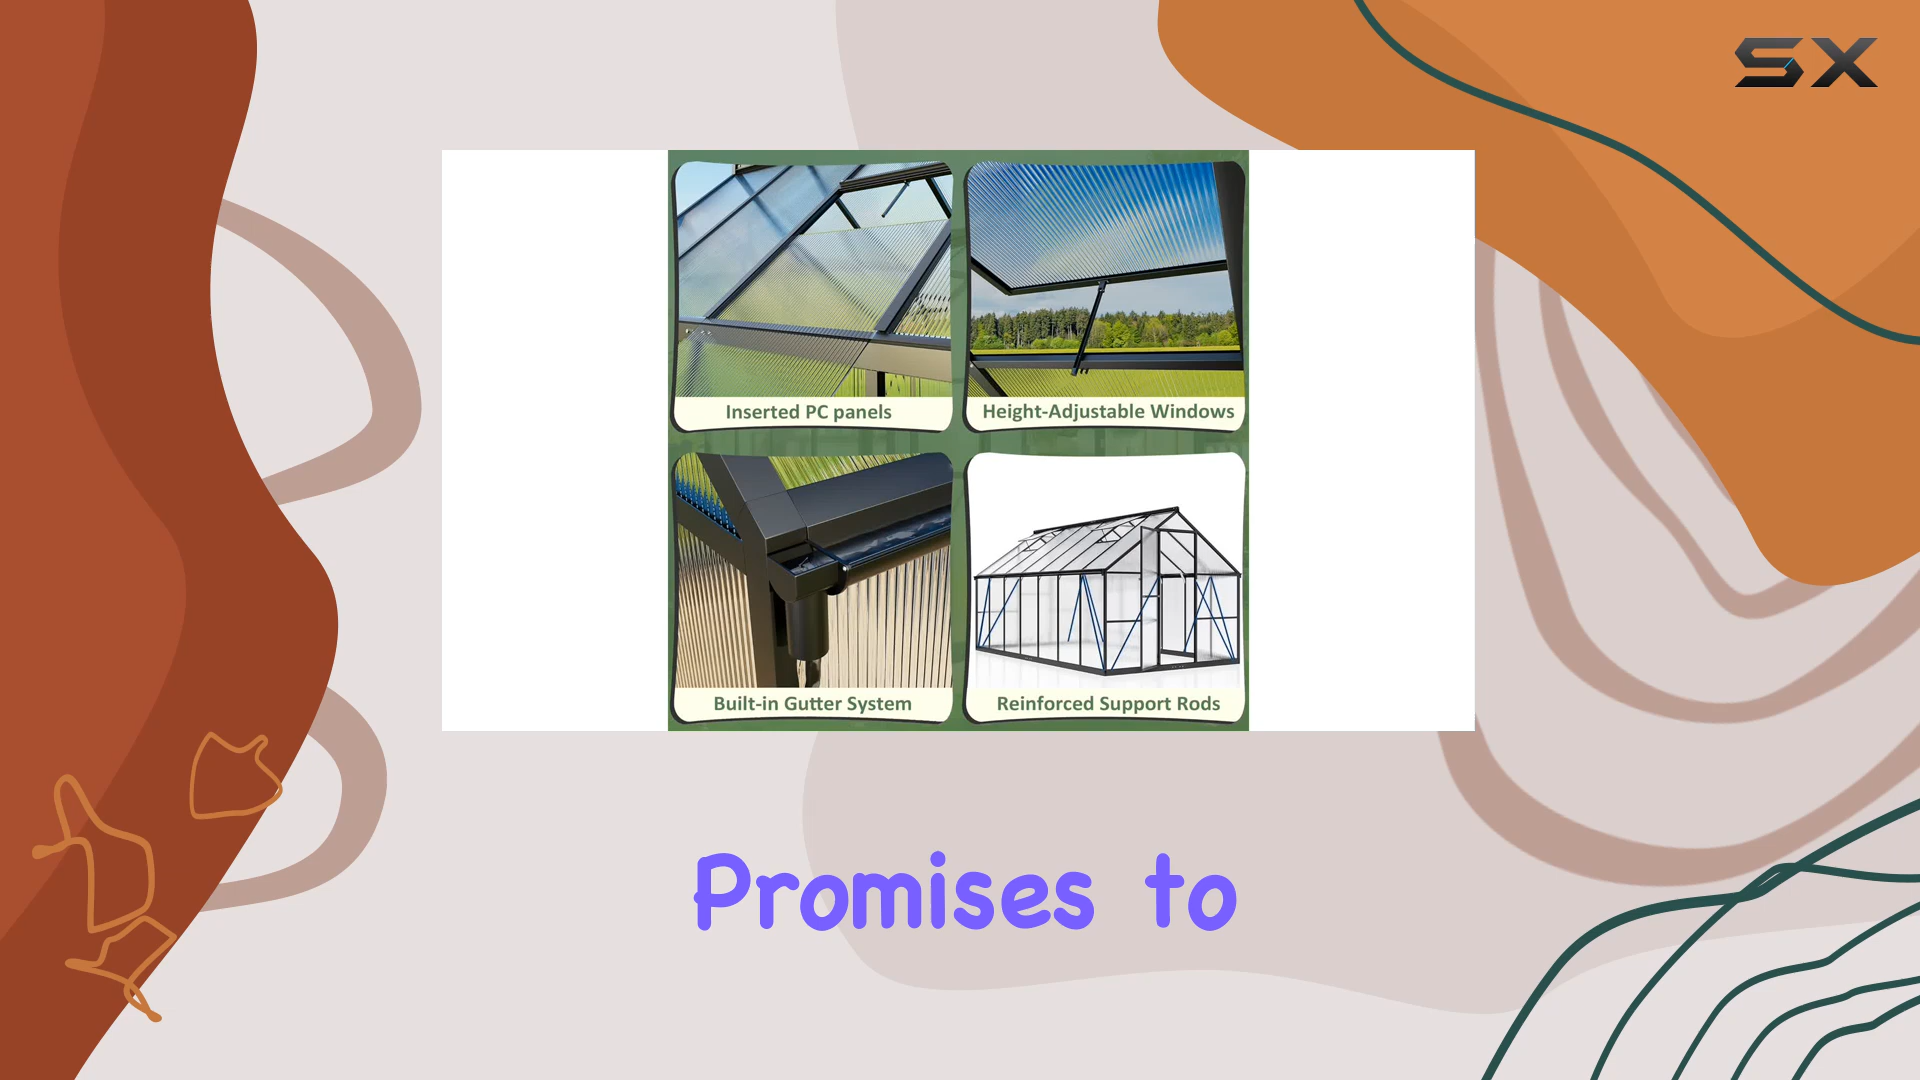 SX
Inserted PC panels
Height-Adjustable Windows
Built-in Gutter System
Reinforced Support Rods
Promises to